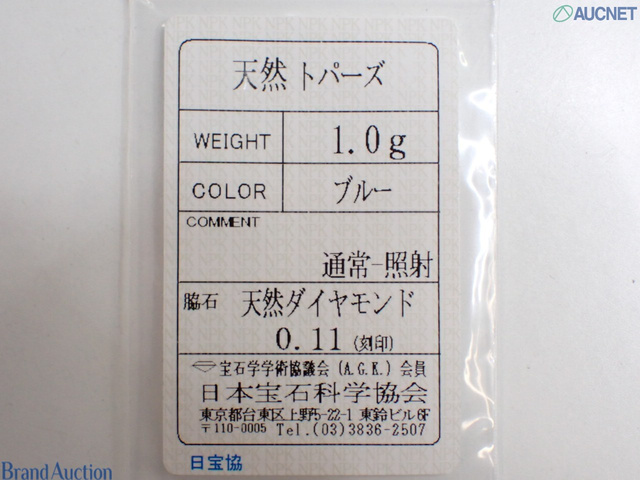 AUCNET
天然 トパーズ
WEIGHT 1.0g
COLOR ブルー
COMMENT
通常-照射
脇石 天然ダイヤモンド
0.11 (刻印)
宝石学学術協議会 (A.G.K.) 会員
日本宝石科学協会
東京都台東区上野5-22-1 東鈴ビル6F
〒110-0005 Tel.(03)3836-2507
日宝協
Brand Auction